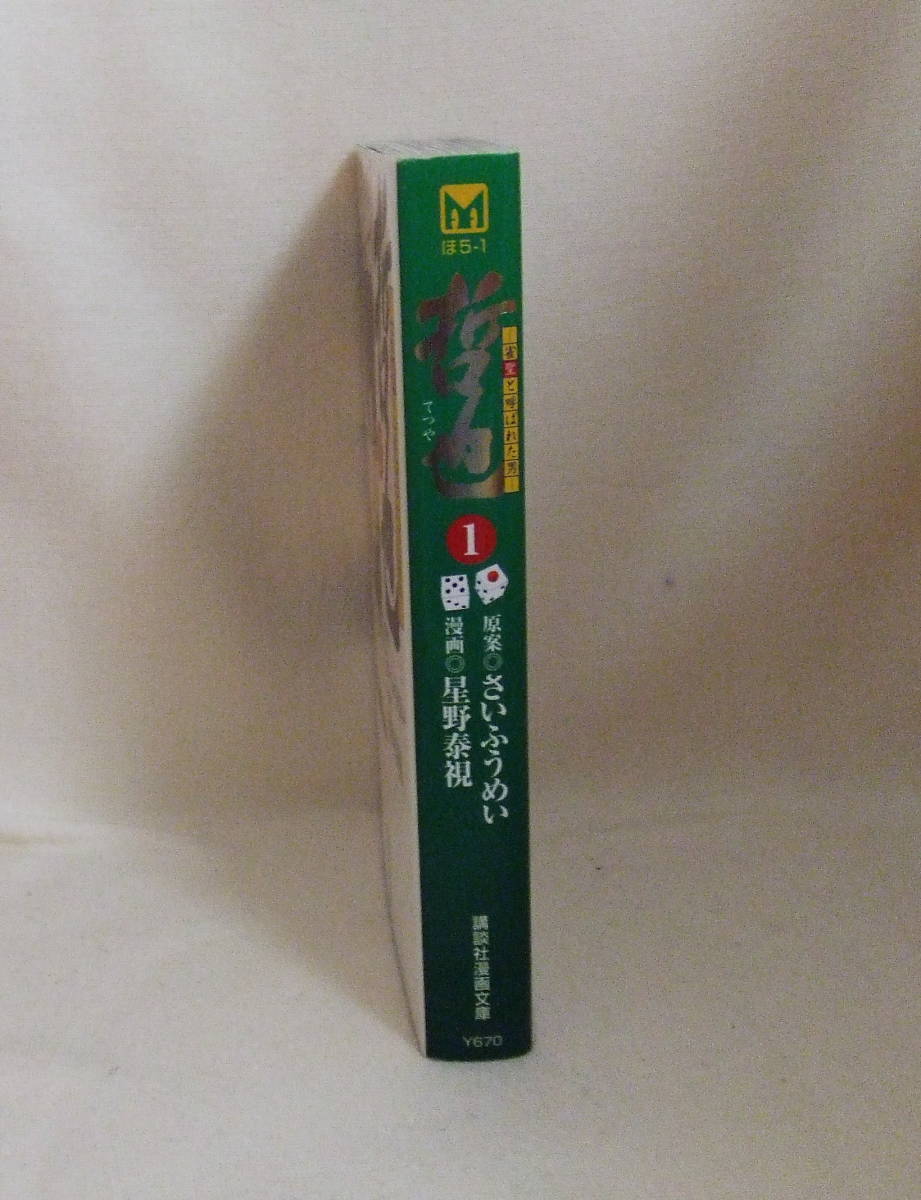 ほ5-1
哲也
てつや
―雀聖と呼ばれた男―
1
原案◎さいふうめい
漫画◎星野泰視
講談社漫画文庫
Y670